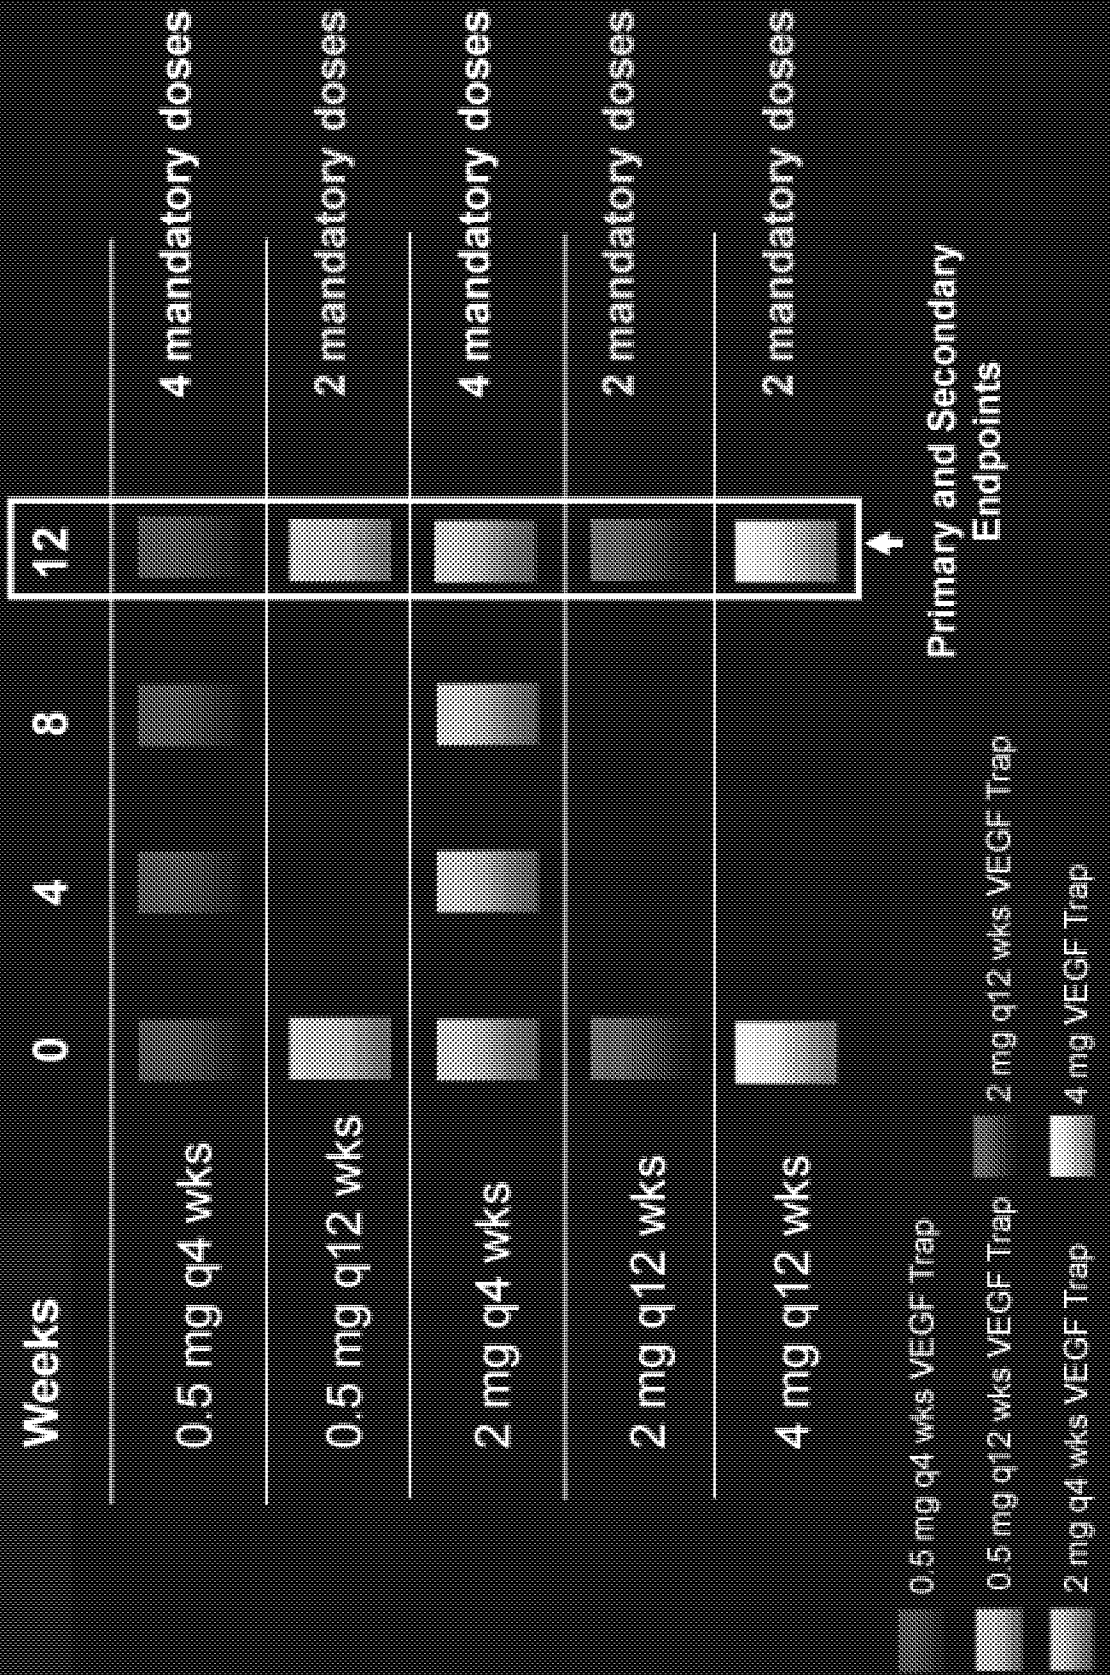 Weeks 0 4 8 12
0.5 mg q4 wks 4 mandatory doses
0.5 mg q12 wks 2 mandatory doses
2 mg q4 wks 4 mandatory doses
2 mg q12 wks 2 mandatory doses
4 mg q12 wks 2 mandatory doses
Primary and Secondary
Endpoints
0.5 mg q4 wks VEGF Trap
0.5 mg q12 wks VEGF Trap 2 mg q12 wks VEGF Trap
2 mg q4 wks VEGF Trap 4 mg VEGF Trap